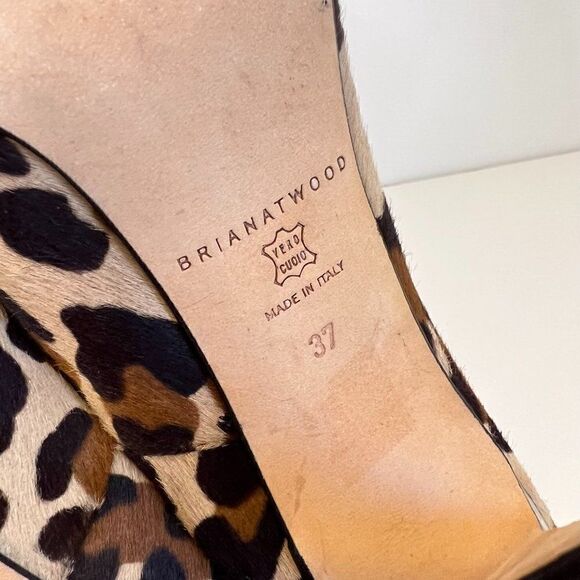 BRIANATWOOD
VERO
CUOIO
MADE IN ITALY
37